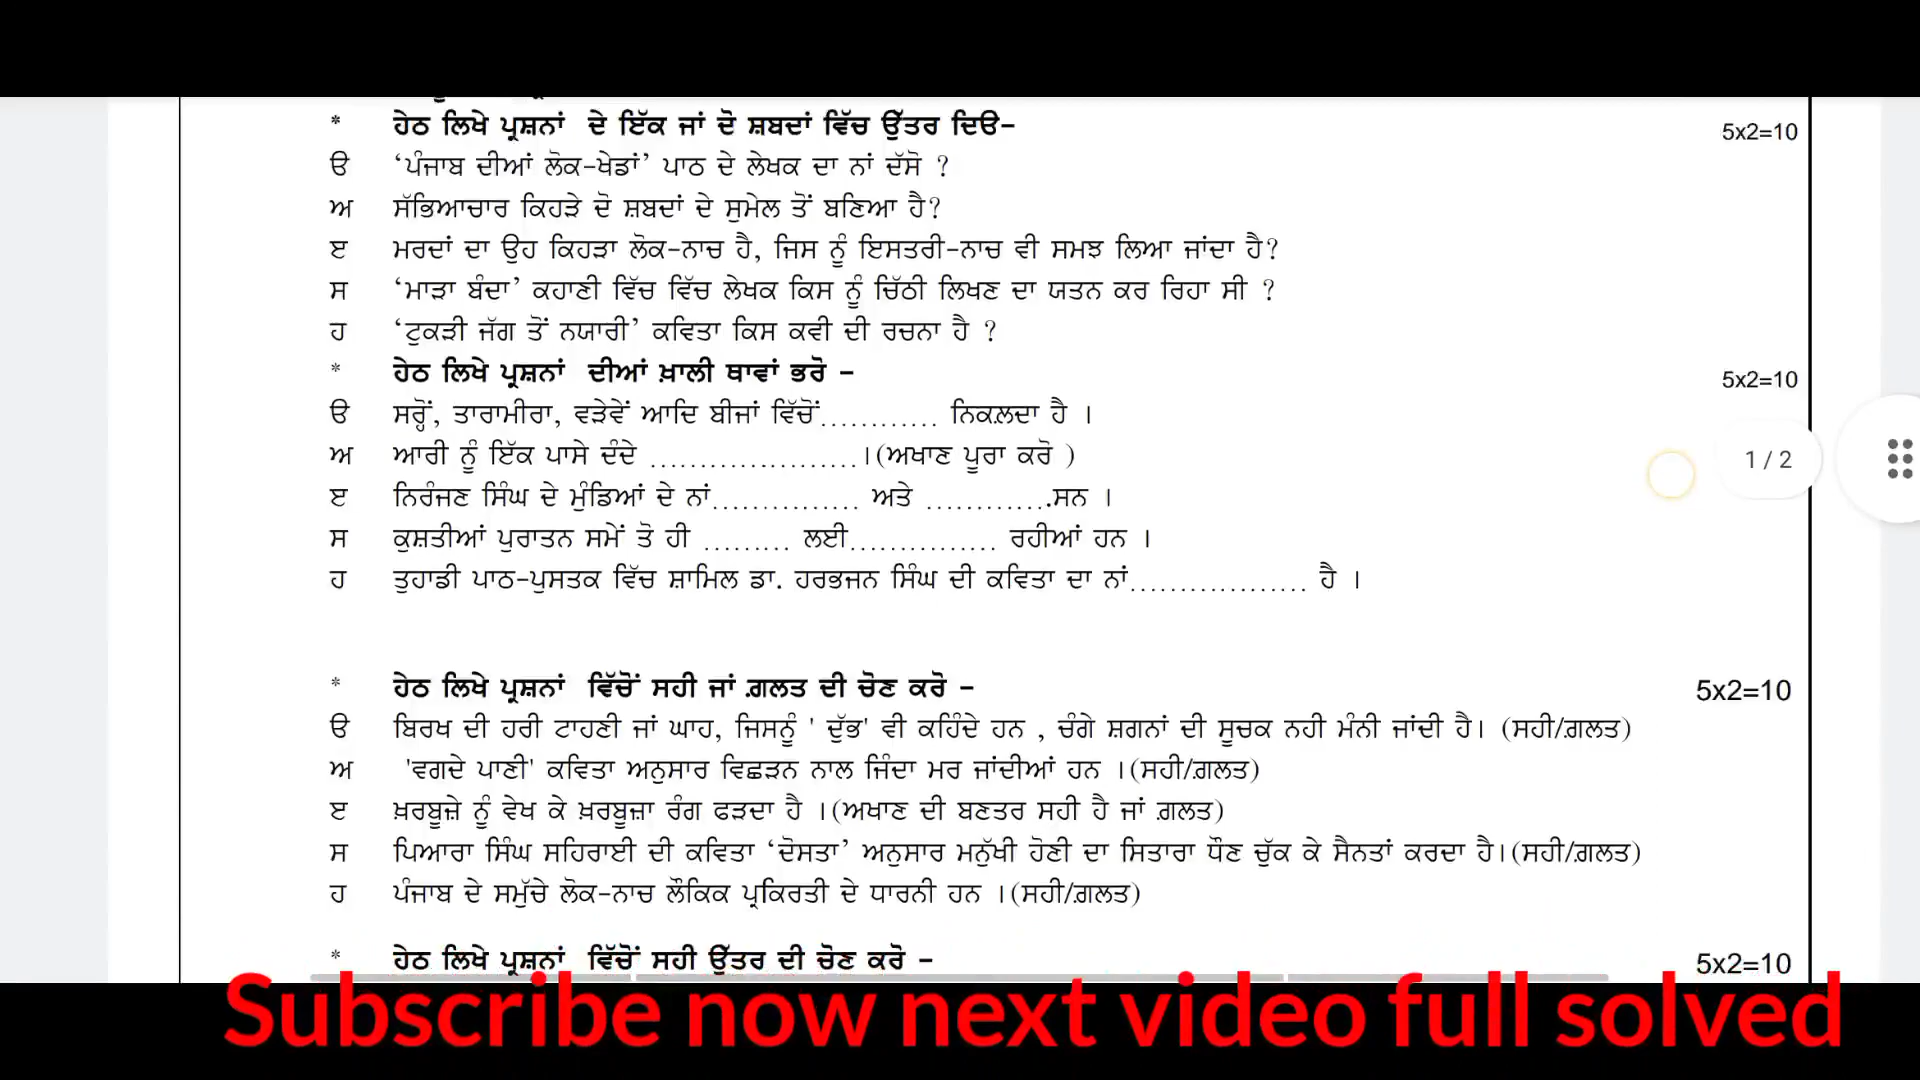 * ਹੇਠ ਲਿਖੇ ਪ੍ਰਸ਼ਨਾਂ ਦੇ ਇੱਕ ਜਾਂ ਦੋ ਸ਼ਬਦਾਂ ਵਿੱਚ ਉੱਤਰ ਦਿਓ- 5x2=10
ੳ ‘ਪੰਜਾਬ ਦੀਆਂ ਲੋਕ-ਖੇਡਾਂ’ ਪਾਠ ਦੇ ਲੇਖਕ ਦਾ ਨਾਂ ਦੱਸੋ ?
ਅ ਸੱਭਿਆਚਾਰ ਕਿਹੜੇ ਦੋ ਸ਼ਬਦਾਂ ਦੇ ਸੁਮੇਲ ਤੋਂ ਬਣਿਆ ਹੈ?
ੲ ਮਰਦਾਂ ਦਾ ਉਹ ਕਿਹੜਾ ਲੋਕ-ਨਾਚ ਹੈ, ਜਿਸ ਨੂੰ ਇਸਤਰੀ-ਨਾਚ ਵੀ ਸਮਝ ਲਿਆ ਜਾਂਦਾ ਹੈ?
ਸ ‘ਮਾੜਾ ਬੰਦਾ’ ਕਹਾਣੀ ਵਿੱਚ ਵਿੱਚ ਲੇਖਕ ਕਿਸ ਨੂੰ ਚਿੱਠੀ ਲਿਖਣ ਦਾ ਯਤਨ ਕਰ ਰਿਹਾ ਸੀ ?
ਹ ‘ਟੁਕੜੀ ਜੱਗ ਤੋਂ ਨਯਾਰੀ’ ਕਵਿਤਾ ਕਿਸ ਕਵੀ ਦੀ ਰਚਨਾ ਹੈ ?
* ਹੇਠ ਲਿਖੇ ਪ੍ਰਸ਼ਨਾਂ ਦੀਆਂ ਖ਼ਾਲੀ ਥਾਵਾਂ ਭਰੋ - 5x2=10
ੳ ਸਰ੍ਹੋਂ, ਤਾਰਾਮੀਰਾ, ਵੜੇਵੇਂ ਆਦਿ ਬੀਜਾਂ ਵਿੱਚੋਂ............ ਨਿਕਲ਼ਦਾ ਹੈ ।
ਅ ਆਰੀ ਨੂੰ ਇੱਕ ਪਾਸੇ ਦੰਦੇ .....................।(ਅਖਾਣ ਪੂਰਾ ਕਰੋ )
ੲ ਨਿਰੰਜਣ ਸਿੰਘ ਦੇ ਮੁੰਡਿਆਂ ਦੇ ਨਾਂ............... ਅਤੇ .............ਸਨ ।
ਸ ਕੁਸ਼ਤੀਆਂ ਪੁਰਾਤਨ ਸਮੇਂ ਤੋ ਹੀ ......... ਲਈ............... ਰਹੀਆਂ ਹਨ ।
ਹ ਤੁਹਾਡੀ ਪਾਠ-ਪੁਸਤਕ ਵਿੱਚ ਸ਼ਾਮਿਲ ਡਾ. ਹਰਭਜਨ ਸਿੰਘ ਦੀ ਕਵਿਤਾ ਦਾ ਨਾਂ.................. ਹੈ ।
1 / 2
* ਹੇਠ ਲਿਖੇ ਪ੍ਰਸ਼ਨਾਂ ਵਿੱਚੋਂ ਸਹੀ ਜਾਂ ਗ਼ਲਤ ਦੀ ਚੋਣ ਕਰੋ - 5x2=10
ੳ ਬਿਰਖ ਦੀ ਹਰੀ ਟਾਹਣੀ ਜਾਂ ਘਾਹ, ਜਿਸਨੂੰ ' ਦੁੱਭ' ਵੀ ਕਹਿੰਦੇ ਹਨ , ਚੰਗੇ ਸ਼ਗਨਾਂ ਦੀ ਸੂਚਕ ਨਹੀ ਮੰਨੀ ਜਾਂਦੀ ਹੈ। (ਸਹੀ/ਗ਼ਲਤ)
ਅ 'ਵਗਦੇ ਪਾਣੀ' ਕਵਿਤਾ ਅਨੁਸਾਰ ਵਿਛੜਨ ਨਾਲ ਜਿੰਦਾ ਮਰ ਜਾਂਦੀਆਂ ਹਨ ।(ਸਹੀ/ਗ਼ਲਤ)
ੲ ਖ਼ਰਬੂਜ਼ੇ ਨੂੰ ਵੇਖ ਕੇ ਖ਼ਰਬੂਜ਼ਾ ਰੰਗ ਫੜਦਾ ਹੈ ।(ਅਖਾਣ ਦੀ ਬਣਤਰ ਸਹੀ ਹੈ ਜਾਂ ਗ਼ਲਤ)
ਸ ਪਿਆਰਾ ਸਿੰਘ ਸਹਿਰਾਈ ਦੀ ਕਵਿਤਾ ‘ਦੋਸਤਾ’ ਅਨੁਸਾਰ ਮਨੁੱਖੀ ਹੋਣੀ ਦਾ ਸਿਤਾਰਾ ਧੌਣ ਚੁੱਕ ਕੇ ਸੈਨਤਾਂ ਕਰਦਾ ਹੈ।(ਸਹੀ/ਗ਼ਲਤ)
ਹ ਪੰਜਾਬ ਦੇ ਸਮੁੱਚੇ ਲੋਕ-ਨਾਚ ਲੌਕਿਕ ਪ੍ਰਕਿਰਤੀ ਦੇ ਧਾਰਨੀ ਹਨ ।(ਸਹੀ/ਗ਼ਲਤ)
* ਹੇਠ ਲਿਖੇ ਪ੍ਰਸ਼ਨਾਂ ਵਿੱਚੋਂ ਸਹੀ ਉੱਤਰ ਦੀ ਚੋਣ ਕਰੋ - 5x2=10
Subscribe now next video full solved